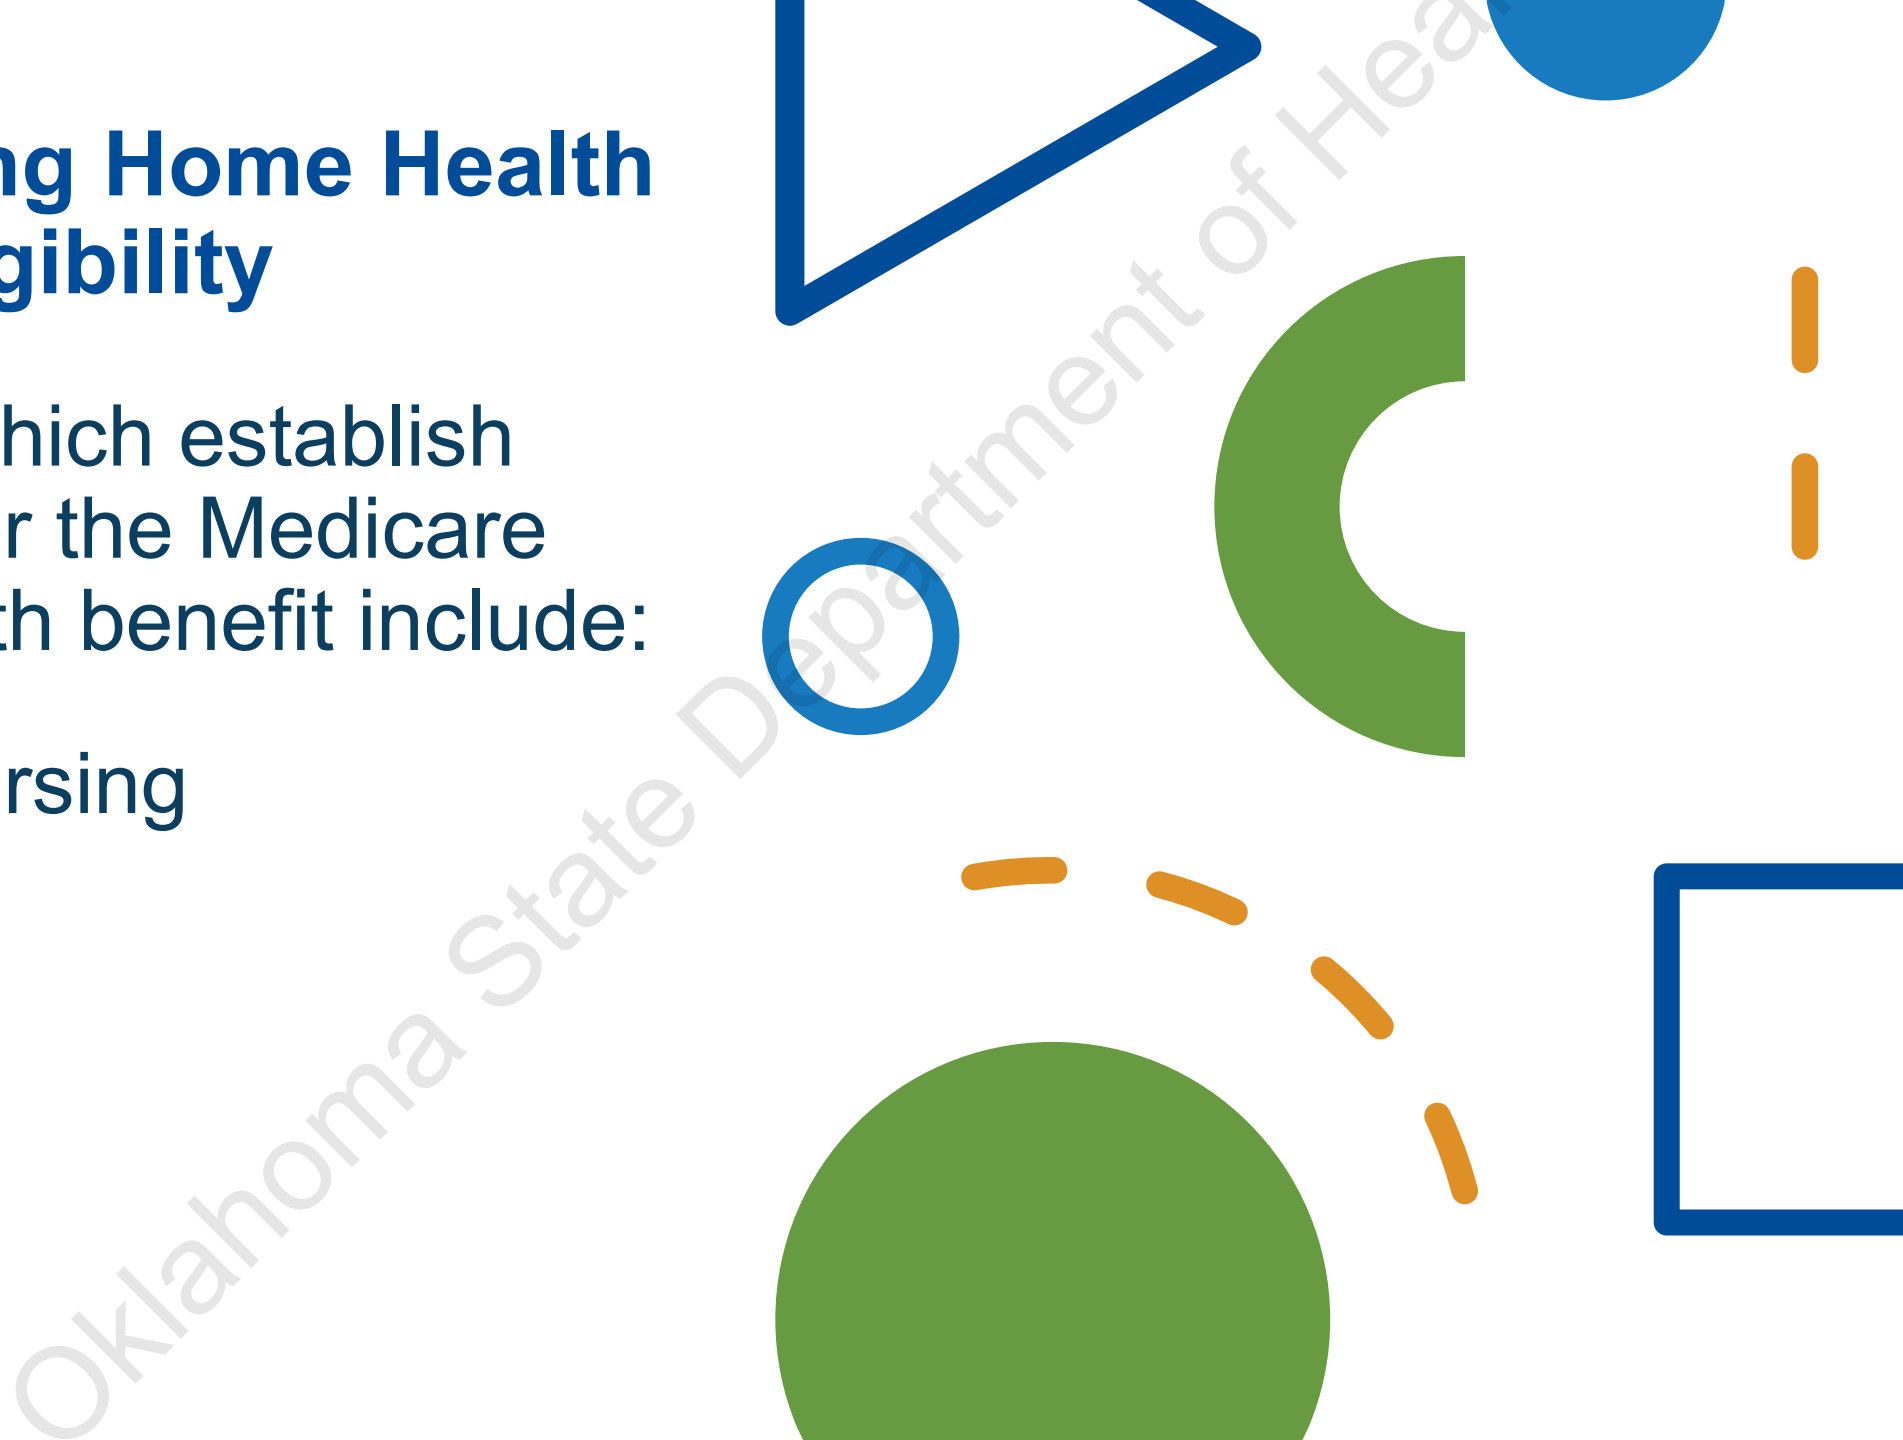 ng Home Health
gibility
hich establish
r the Medicare
th benefit include:
rsing
Oklahoma State Department of Hea